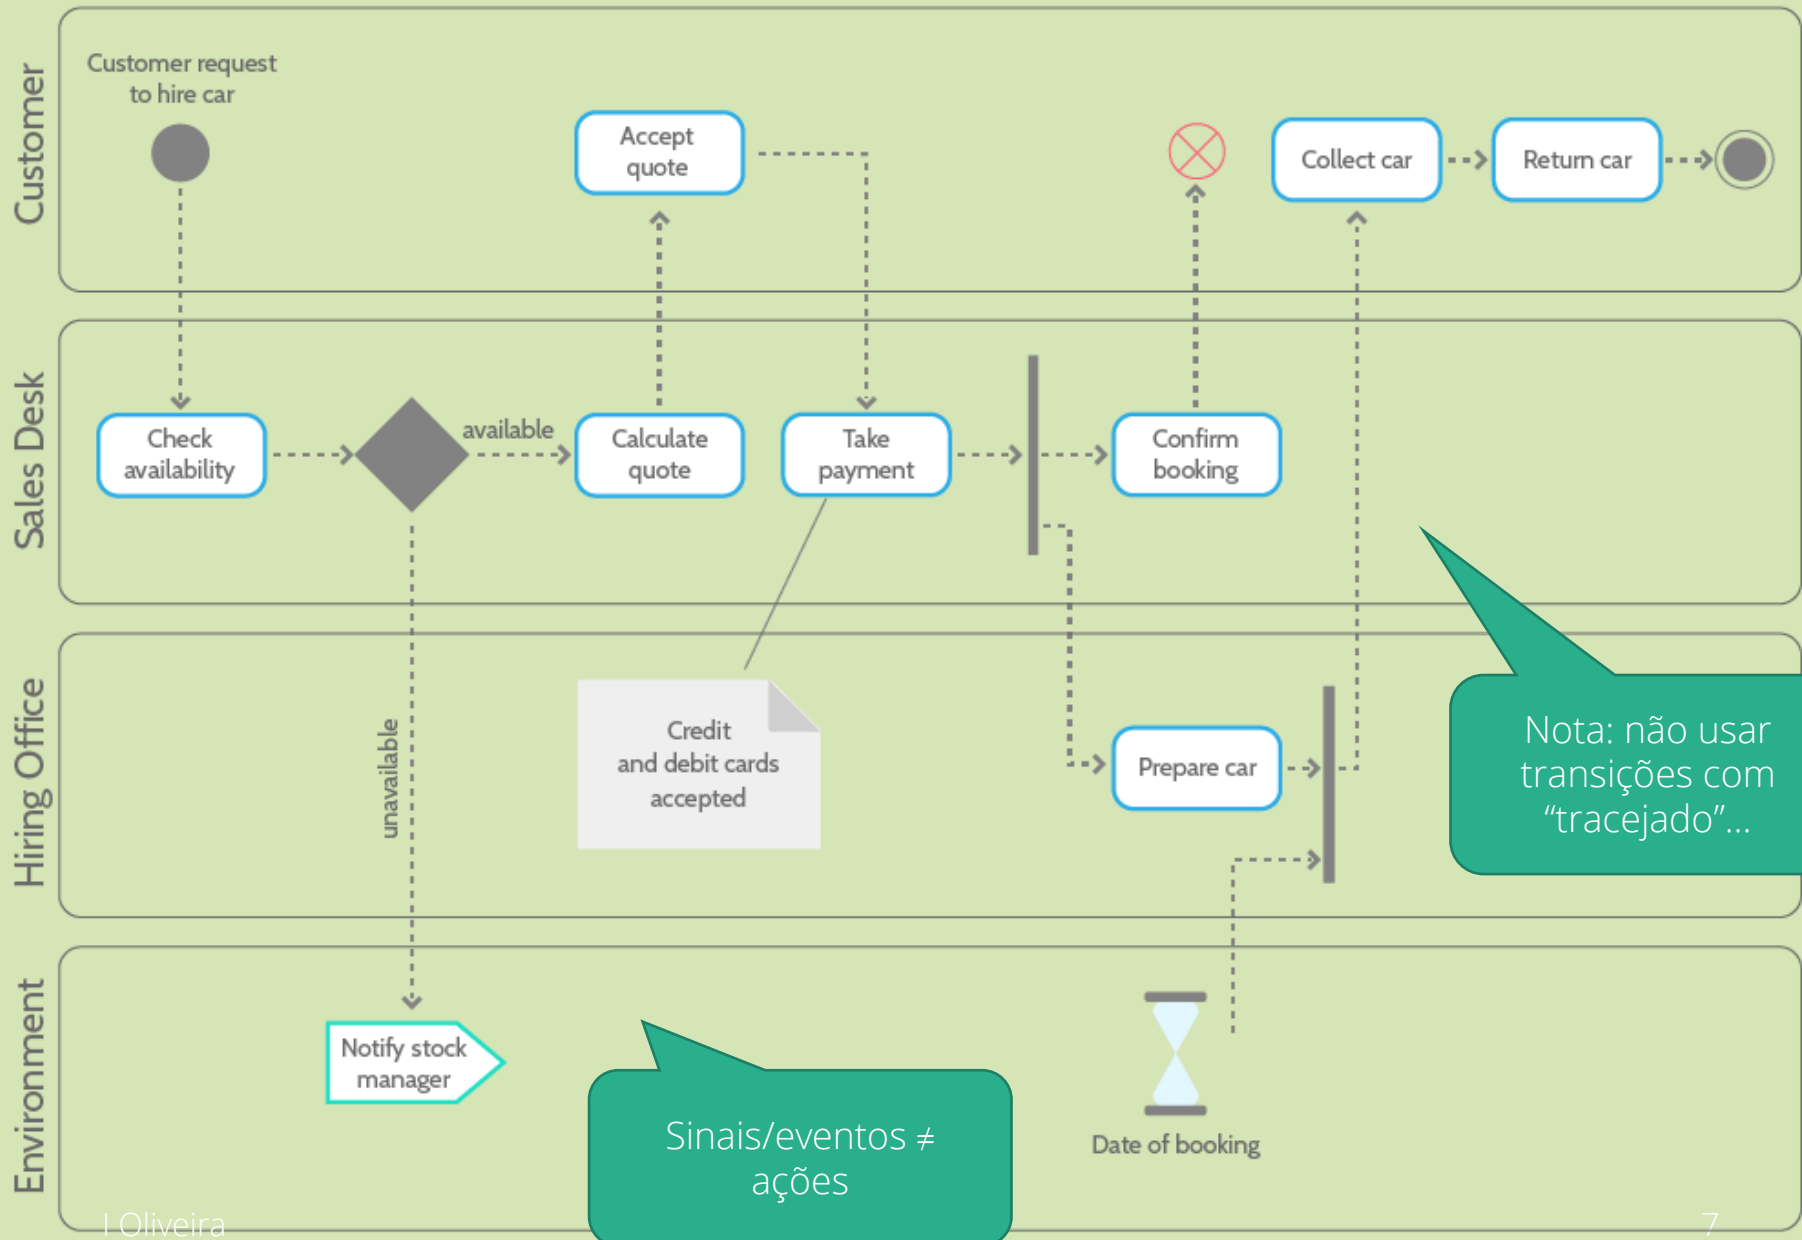 Customer
Customer request
to hire car
Accept
quote
Collect car
Return car
Sales Desk
Check
availability
available
Calculate
quote
Take
payment
Confirm
booking
Hiring Office
unavailable
Credit
and debit cards
accepted
Prepare car
Nota: não usar
transições com
“tracejado”...
Environment
Notify stock
manager
Sinais/eventos ≠
ações
Date of booking
I Oliveira
7